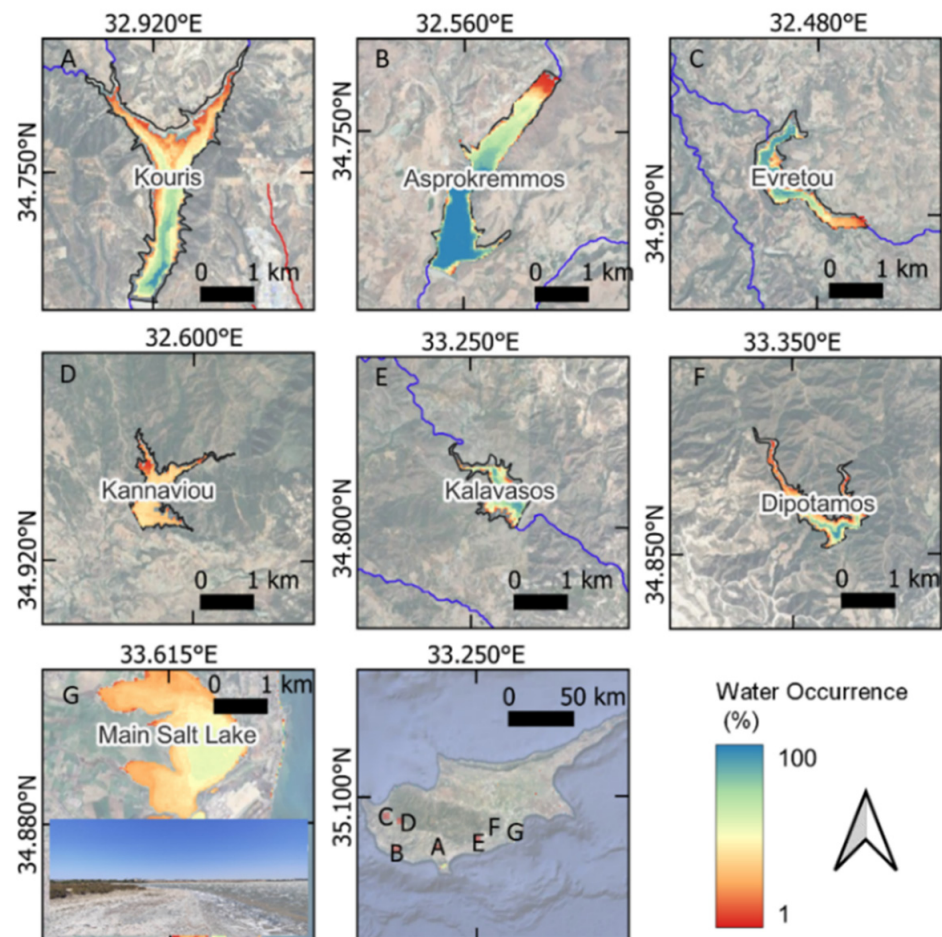 32.920°E
32.560°E
32.480°E
A
B
C
34.750°N
34.750°N
34.960°N
Kouris
Asprokremmos
Evretou
0 1 km
0 1 km
0 1 km
32.600°E
33.250°E
33.350°E
D
E
F
34.920°N
34.800°N
34.850°N
Kannaviou
Kalavasos
Dipotamos
0 1 km
0 1 km
0 1 km
33.615°E
33.250°E
G
0 1 km
0 50 km
Main Salt Lake
34.880°N
35.100°N
C
D
B
A
E
F
G
Water Occurrence
(%)
100
1